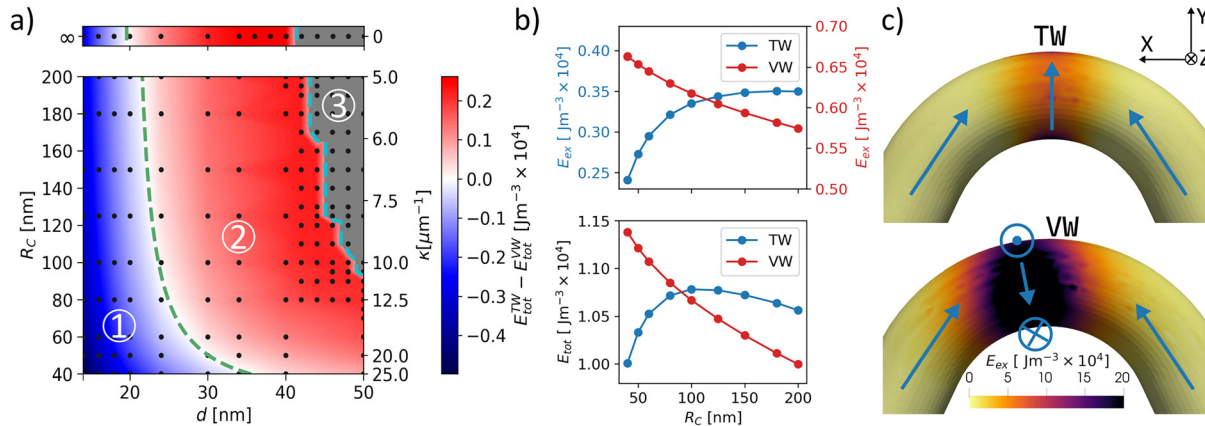 a)
∞
0
200
180
160
140
120
100
80
60
40
R_C [nm]
20
30
40
50
d [nm]
①
②
③
5.0
6.0
7.5
10.0
12.5
25.0
κ[μm⁻¹]
0.2
0.1
0.0
−0.1
−0.2
−0.3
−0.4
E_tot^TW − E_tot^VW [Jm⁻³ × 10⁴]
b)
0.40
0.35
0.30
0.25
E_ex [ Jm⁻³ × 10⁴]
TW
VW
0.70
0.65
0.60
0.55
0.50
E_ex [ Jm⁻³ × 10⁴]
1.15
1.10
1.05
1.00
E_tot [ Jm⁻³ × 10⁴]
TW
VW
50
100
150
200
R_C [nm]
c)
TW
Y
X
Z
VW
E_ex [ Jm⁻³ × 10⁴]
0
5
10
15
20